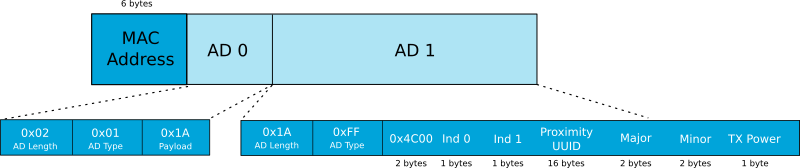 6 bytes
MAC
Address
AD 0
AD 1
0x02
AD Length
0x01
AD Type
0x1A
Payload
0x1A
AD Length
0xFF
AD Type
0x4C00
Ind 0
Ind 1
Proximity
UUID
Major
Minor
TX Power
2 bytes
1 bytes
1 bytes
16 bytes
2 bytes
2 bytes
1 byte